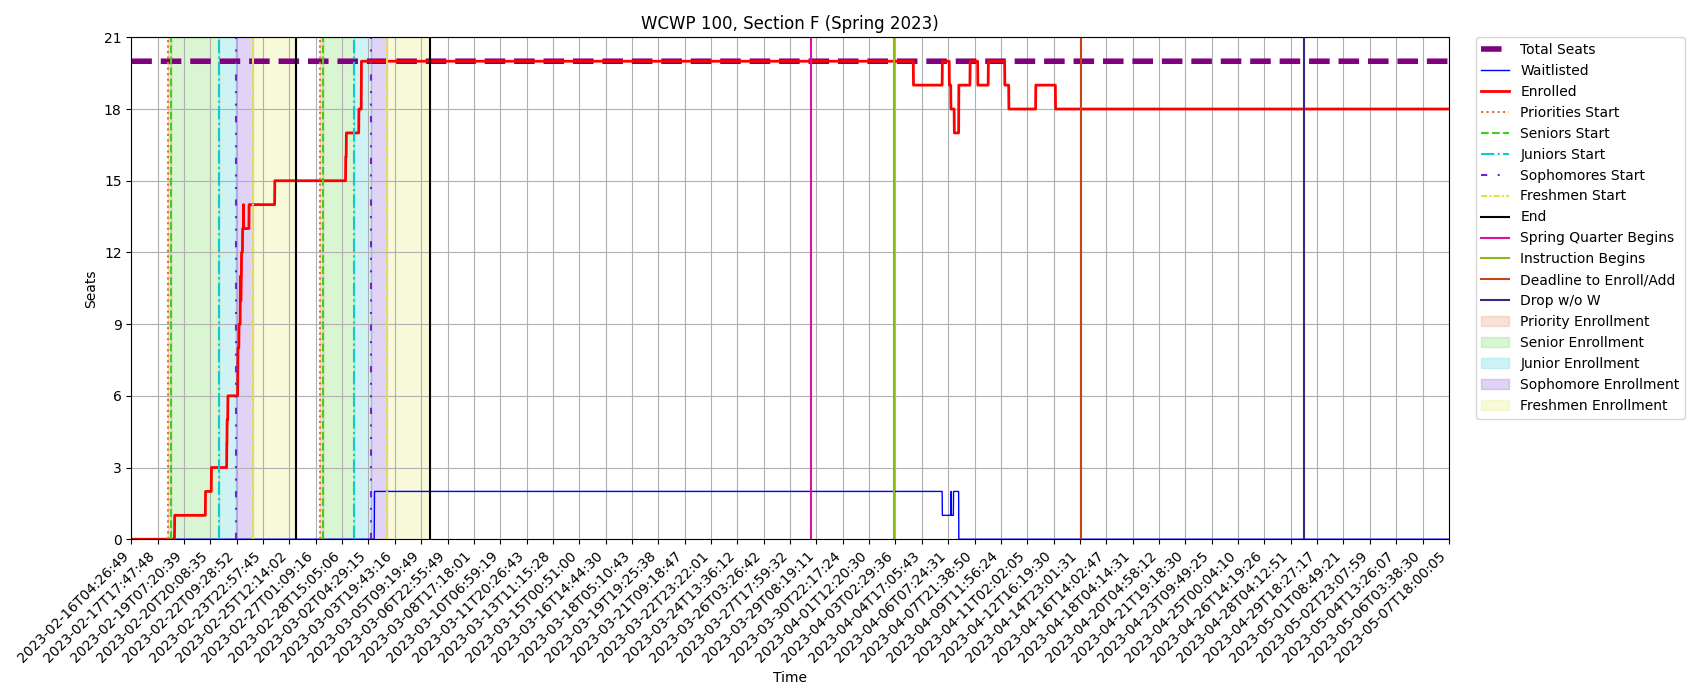 WCWP 100, Section F (Spring 2023)
21
18
15
12
9
6
3
0
Seats
2023-02-16T04:26:49
2023-02-17T17:47:48
2023-02-19T07:20:39
2023-02-20T20:08:35
2023-02-22T09:28:52
2023-02-23T22:57:45
2023-02-25T12:14:02
2023-02-27T01:09:16
2023-02-28T15:05:06
2023-03-02T04:29:15
2023-03-03T19:43:16
2023-03-05T09:19:49
2023-03-06T22:55:49
2023-03-08T17:18:01
2023-03-10T06:59:19
2023-03-11T20:26:43
2023-03-13T11:15:28
2023-03-15T00:51:00
2023-03-16T14:44:30
2023-03-18T05:10:43
2023-03-19T19:25:38
2023-03-21T09:18:47
2023-03-22T23:22:01
2023-03-24T13:36:12
2023-03-26T03:26:42
2023-03-27T17:59:32
2023-03-29T08:19:11
2023-03-30T22:17:24
2023-04-01T12:20:30
2023-04-03T02:29:36
2023-04-04T17:05:43
2023-04-06T07:24:31
2023-04-07T21:38:50
2023-04-09T11:56:24
2023-04-11T02:02:05
2023-04-12T16:19:30
2023-04-14T23:01:31
2023-04-16T14:02:47
2023-04-18T04:14:31
2023-04-20T04:58:12
2023-04-21T19:18:30
2023-04-23T09:49:25
2023-04-25T00:04:10
2023-04-26T14:19:26
2023-04-28T04:12:51
2023-04-29T18:27:17
2023-05-01T08:49:21
2023-05-02T23:07:59
2023-05-04T13:26:07
2023-05-06T03:38:30
2023-05-07T18:00:05
Time
Total Seats
Waitlisted
Enrolled
Priorities Start
Seniors Start
Juniors Start
Sophomores Start
Freshmen Start
End
Spring Quarter Begins
Instruction Begins
Deadline to Enroll/Add
Drop w/o W
Priority Enrollment
Senior Enrollment
Junior Enrollment
Sophomore Enrollment
Freshmen Enrollment